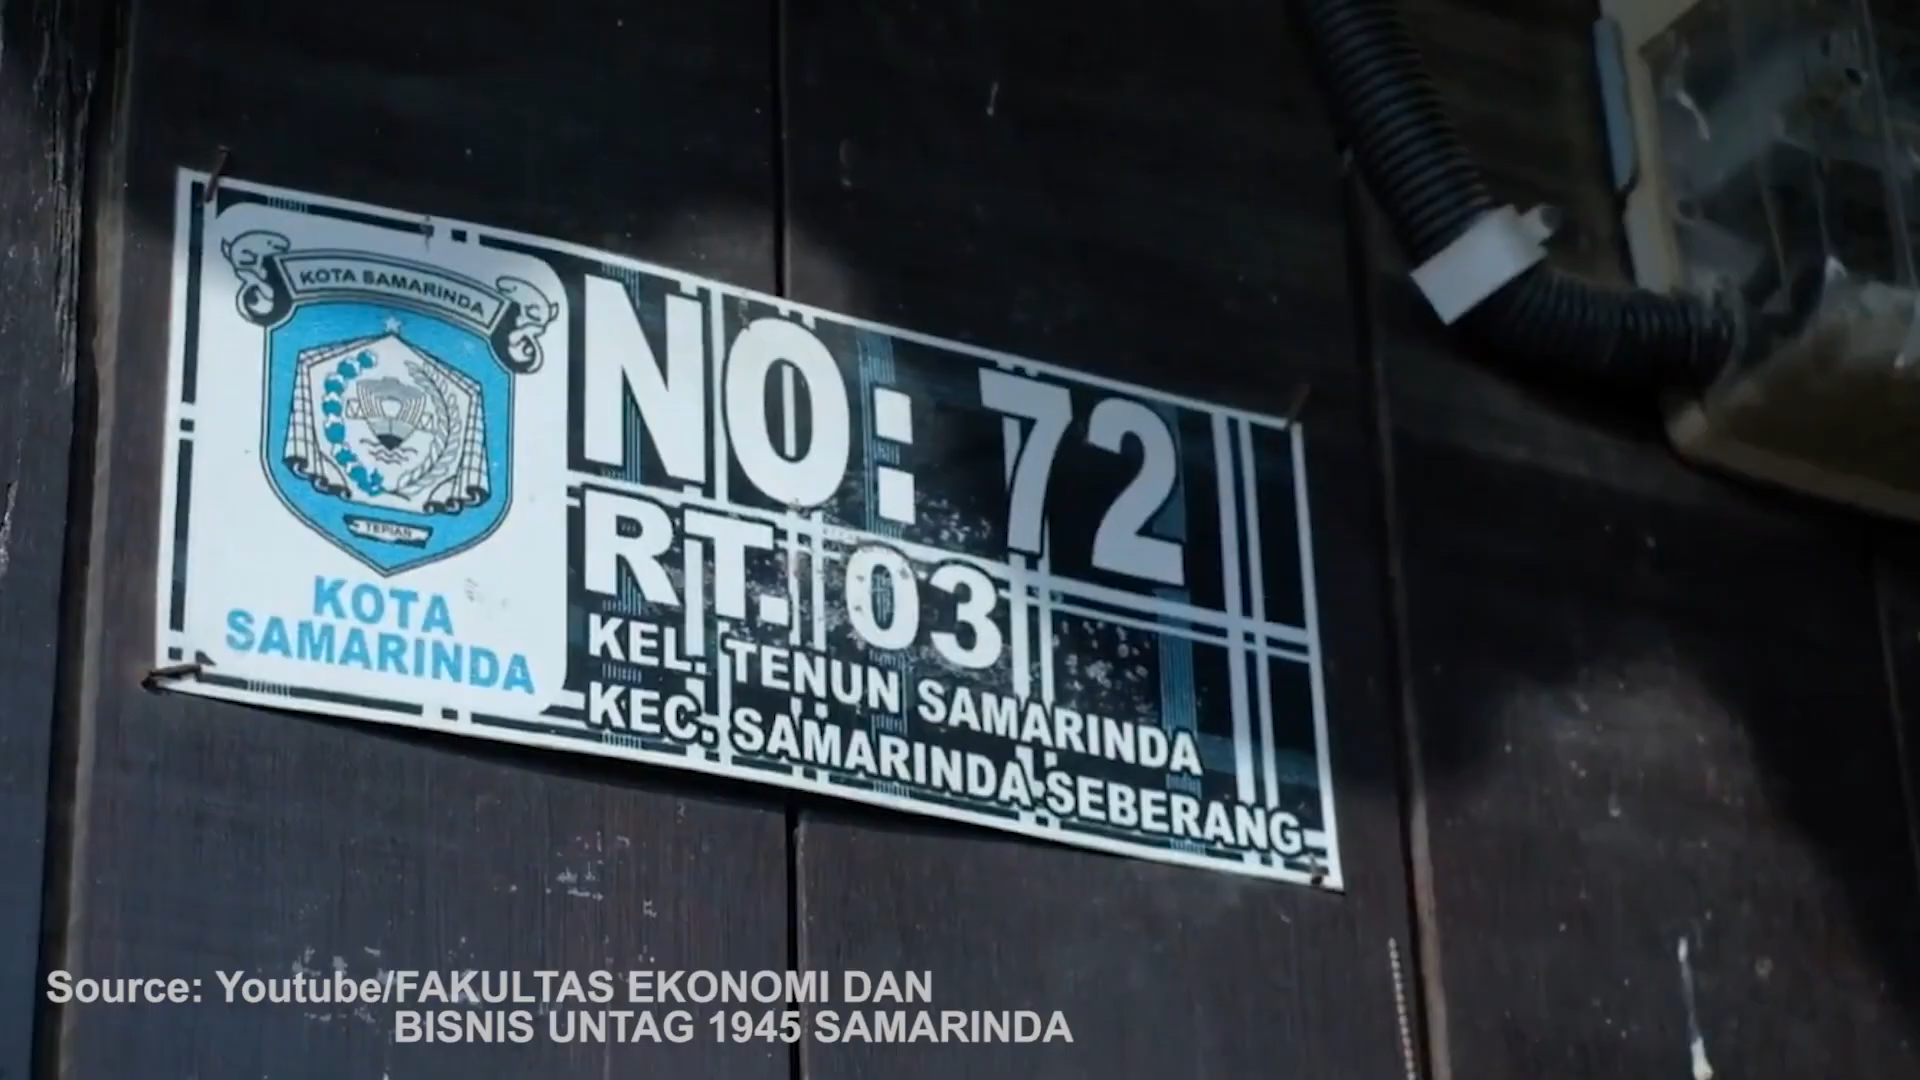 KOTA SAMARINDA
TEPIAN
KOTA
SAMARINDA
NO: 72
RT. 03
KEL. TENUN SAMARINDA
KEC. SAMARINDA SEBERANG
Source: Youtube/FAKULTAS EKONOMI DAN
BISNIS UNTAG 1945 SAMARINDA